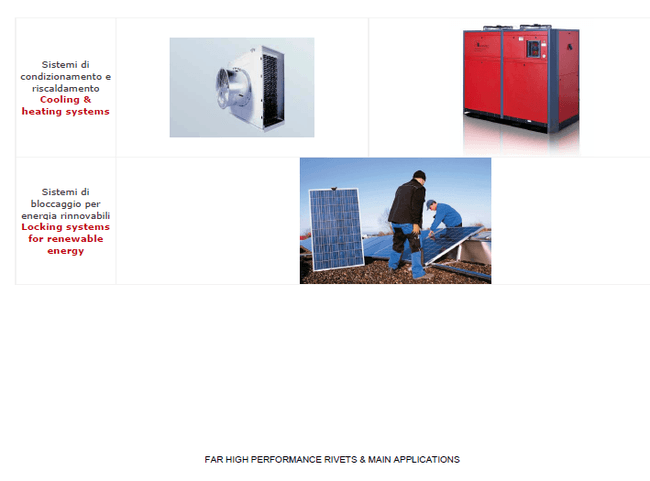 Sistemi di
condizionamento e
riscaldamento
Cooling &
heating systems
Sistemi di
bloccaggio per
energia rinnovabili
Locking systems
for renewable
energy
FAR HIGH PERFORMANCE RIVETS & MAIN APPLICATIONS